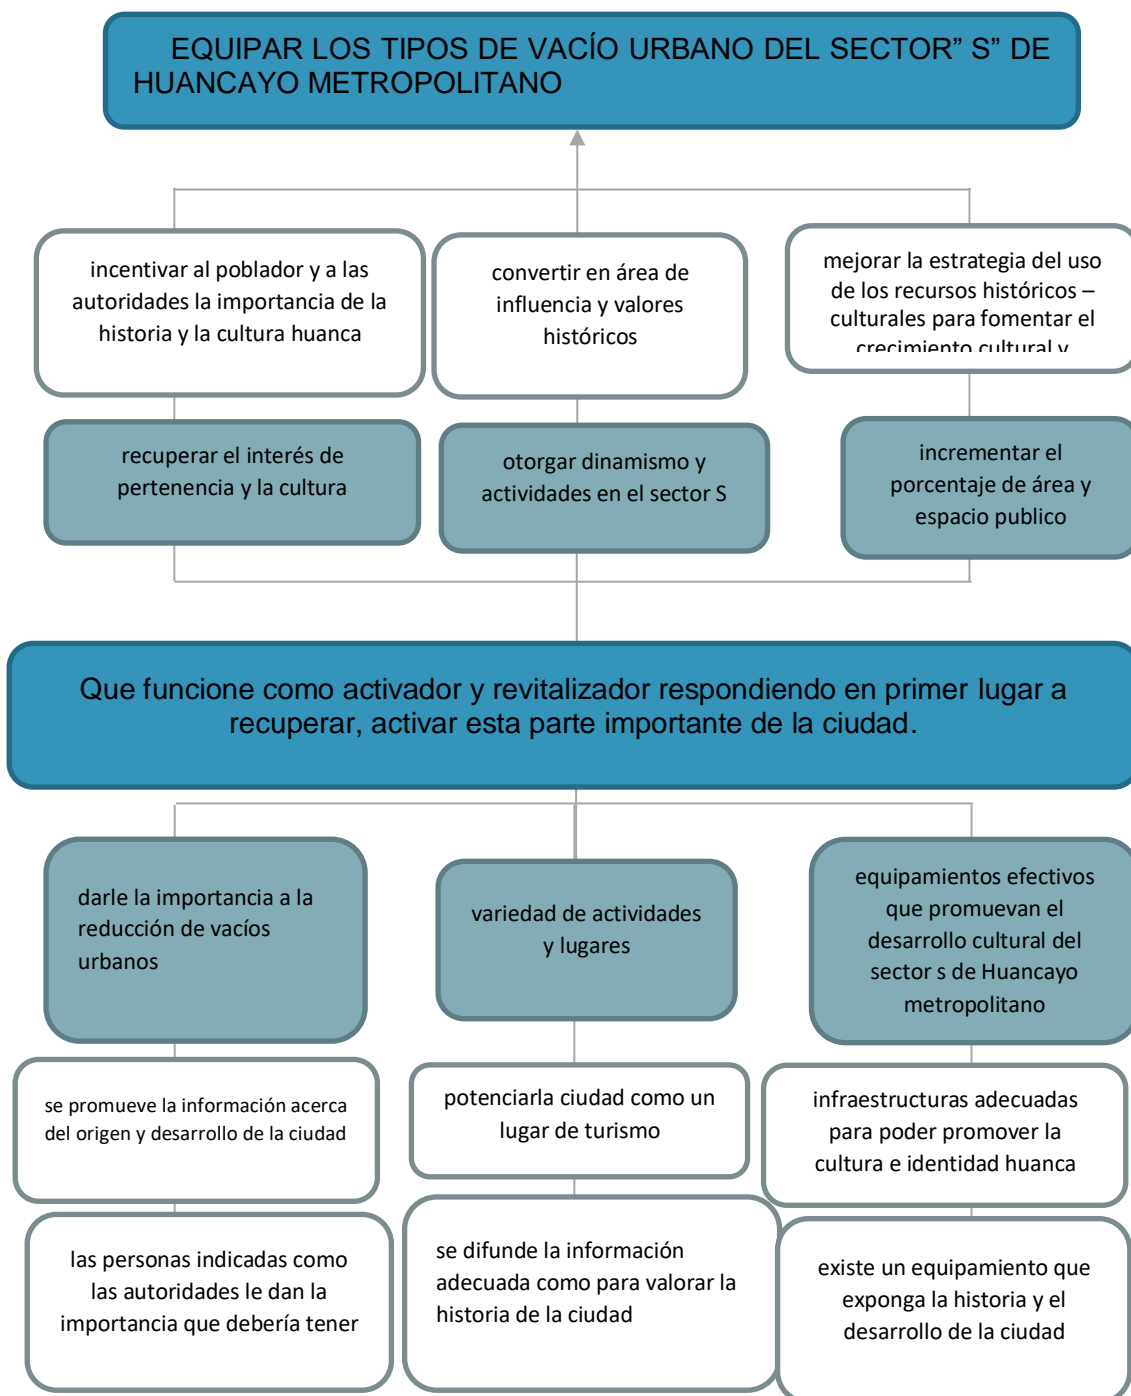 EQUIPAR LOS TIPOS DE VACÍO URBANO DEL SECTOR” S” DE
HUANCAYO METROPOLITANO
incentivar al poblador y a las
autoridades la importancia de la
historia y la cultura huanca
convertir en área de
influencia y valores
históricos
mejorar la estrategia del uso
de los recursos históricos –
culturales para fomentar el
crecimiento cultural y
recuperar el interés de
pertenencia y la cultura
otorgar dinamismo y
actividades en el sector S
incrementar el
porcentaje de área y
espacio publico
Que funcione como activador y revitalizador respondiendo en primer lugar a
recuperar, activar esta parte importante de la ciudad.
darle la importancia a la
reducción de vacíos
urbanos
variedad de actividades
y lugares
equipamientos efectivos
que promuevan el
desarrollo cultural del
sector s de Huancayo
metropolitano
se promueve la información acerca
del origen y desarrollo de la ciudad
potenciarla ciudad como un
lugar de turismo
infraestructuras adecuadas
para poder promover la
cultura e identidad huanca
las personas indicadas como
las autoridades le dan la
importancia que debería tener
se difunde la información
adecuada como para valorar la
historia de la ciudad
existe un equipamiento que
exponga la historia y el
desarrollo de la ciudad